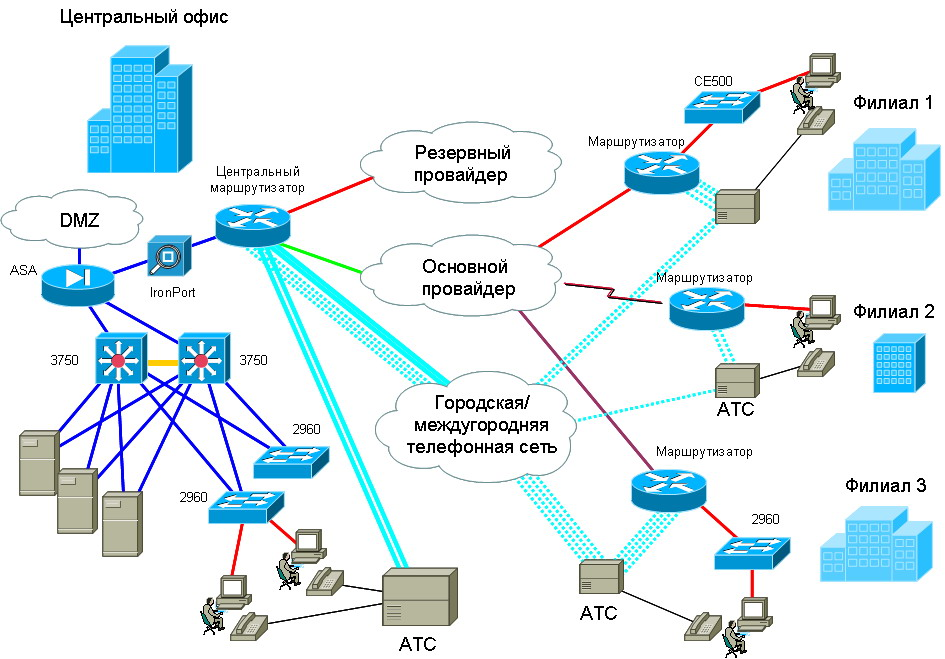 Центральный офис
CE500
Филиал 1
Маршрутизатор
Резервный
провайдер
Центральный
маршрутизатор
DMZ
ASA
IronPort
Основной
провайдер
Маршрутизатор
Филиал 2
3750
3750
АТС
Городская/
междугородняя
телефонная сеть
2960
Маршрутизатор
Филиал 3
2960
2960
АТС
АТС